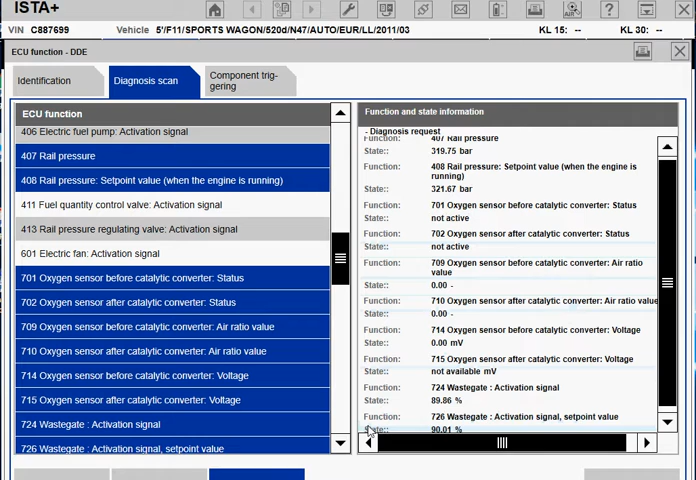 ISTA+
AIR
?
VIN C887699 Vehicle 5'/F11/SPORTS WAGON/520d/N47/AUTO/EUR/LL/2011/03 KL 15: -- KL 30: --
ECU function - DDE
Identification
Diagnosis scan
Component trig-
gering
ECU function
406 Electric fuel pump: Activation signal
407 Rail pressure
408 Rail pressure: Setpoint value (when the engine is running)
411 Fuel quantity control valve: Activation signal
413 Rail pressure regulating valve: Activation signal
601 Electric fan: Activation signal
701 Oxygen sensor before catalytic converter: Status
702 Oxygen sensor after catalytic converter: Status
709 Oxygen sensor before catalytic converter: Air ratio value
710 Oxygen sensor after catalytic converter: Air ratio value
714 Oxygen sensor before catalytic converter: Voltage
715 Oxygen sensor after catalytic converter: Voltage
724 Wastegate : Activation signal
726 Wastegate : Activation signal, setpoint value
Function and state information
- Diagnosis request
Function: 407 Rail pressure
State:: 319.75 bar
Function: 408 Rail pressure: Setpoint value (when the engine is
running)
State:: 321.67 bar
Function: 701 Oxygen sensor before catalytic converter: Status
State:: not active
Function: 702 Oxygen sensor after catalytic converter: Status
State:: not active
Function: 709 Oxygen sensor before catalytic converter: Air ratio
value
State:: 0.00 -
Function: 710 Oxygen sensor after catalytic converter: Air ratio value
State:: 0.00 -
Function: 714 Oxygen sensor before catalytic converter: Voltage
State:: 0.00 mV
Function: 715 Oxygen sensor after catalytic converter: Voltage
State:: not available mV
Function: 724 Wastegate : Activation signal
State:: 89.86 %
Function: 726 Wastegate : Activation signal, setpoint value
State:: 90.01 %